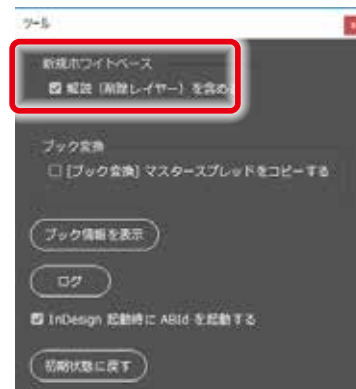 ツール
新規ホワイトベース
解説（削除レイヤー）を含め
ブック変換
[ブック変換] マスタースプレッドをコピーする
ブック情報を表示
ログ
InDesign 起動時に ABId を起動する
初期状態に戻す